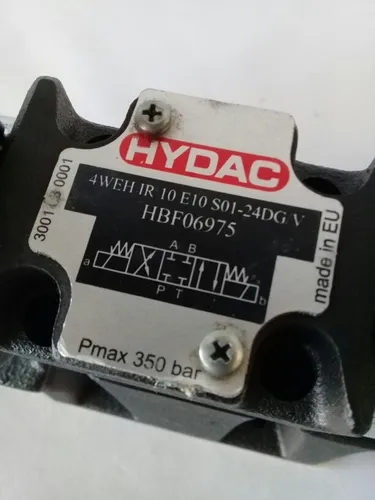 HYDAC
4WEH IR 10 E10 S01-24DG V
HBF06975
A B
a
b
P T
Pmax 350 bar
made in EU